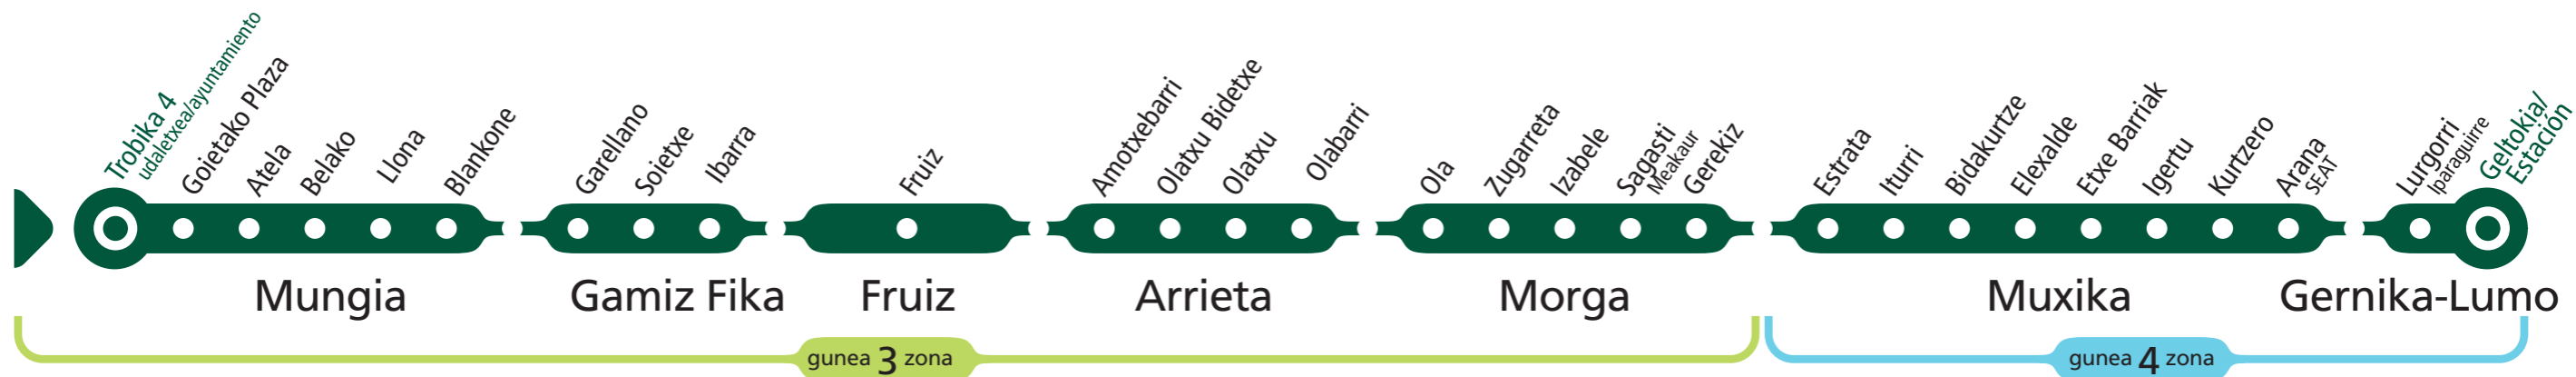 Trobika 4
udaletxea/ayuntamiento
Goietako Plaza
Atela
Belako
Llona
Blankone
Garellano
Soietxe
Ibarra
Fruiz
Amotxebarri
Olatxu Bidetxe
Olatxu
Olabarri
Ola
Zugarreta
Izabele
Sagasti
Meakaur
Gerekiz
Estrata
Iturri
Bidakurtze
Elexalde
Etxe Barriak
Igertu
Kurtzero
Arana
SEAT
Lurgorri
Iparaguirre
Geltokia/
Estación
Mungia
Gamiz Fika
Fruiz
Arrieta
Morga
Muxika
Gernika-Lumo
gunea 3 zona
gunea 4 zona